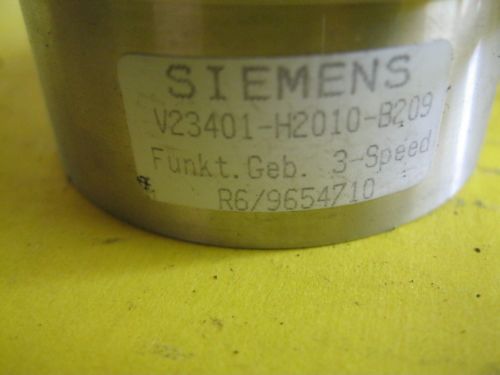 SIEMENS
V23401-H2010-B209
Funkt.Geb. 3-Speed
R6/9654710